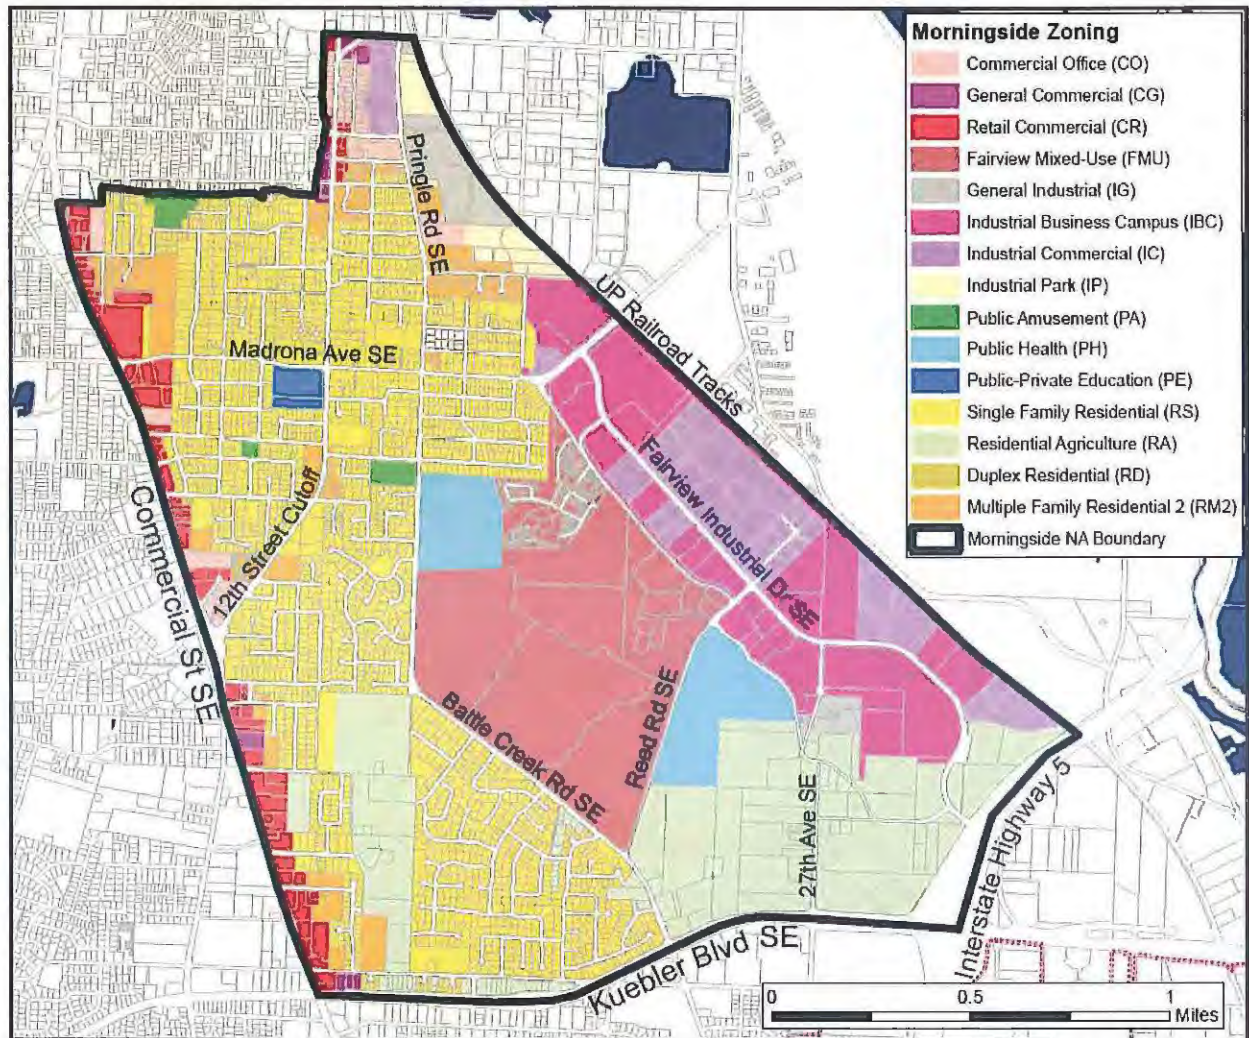 Morningside Zoning
Commercial Office (CO)
General Commercial (CG)
Retail Commercial (CR)
Fairview Mixed-Use (FMU)
General Industrial (IG)
Industrial Business Campus (IBC)
Industrial Commercial (IC)
Industrial Park (IP)
Public Amusement (PA)
Public Health (PH)
Public-Private Education (PE)
Single Family Residential (RS)
Residential Agriculture (RA)
Duplex Residential (RD)
Multiple Family Residential 2 (RM2)
Morningside NA Boundary
Pringle Rd SE
UP Railroad Tracks
Madrona Ave SE
Fairview Industrial Dr SE
12th Street Cutoff
Commercial St SE
Battle Creek Rd SE
Reed Rd SE
27th Ave SE
Interstate Highway 5
Kuebler Blvd SE
0 0.5 1
Miles